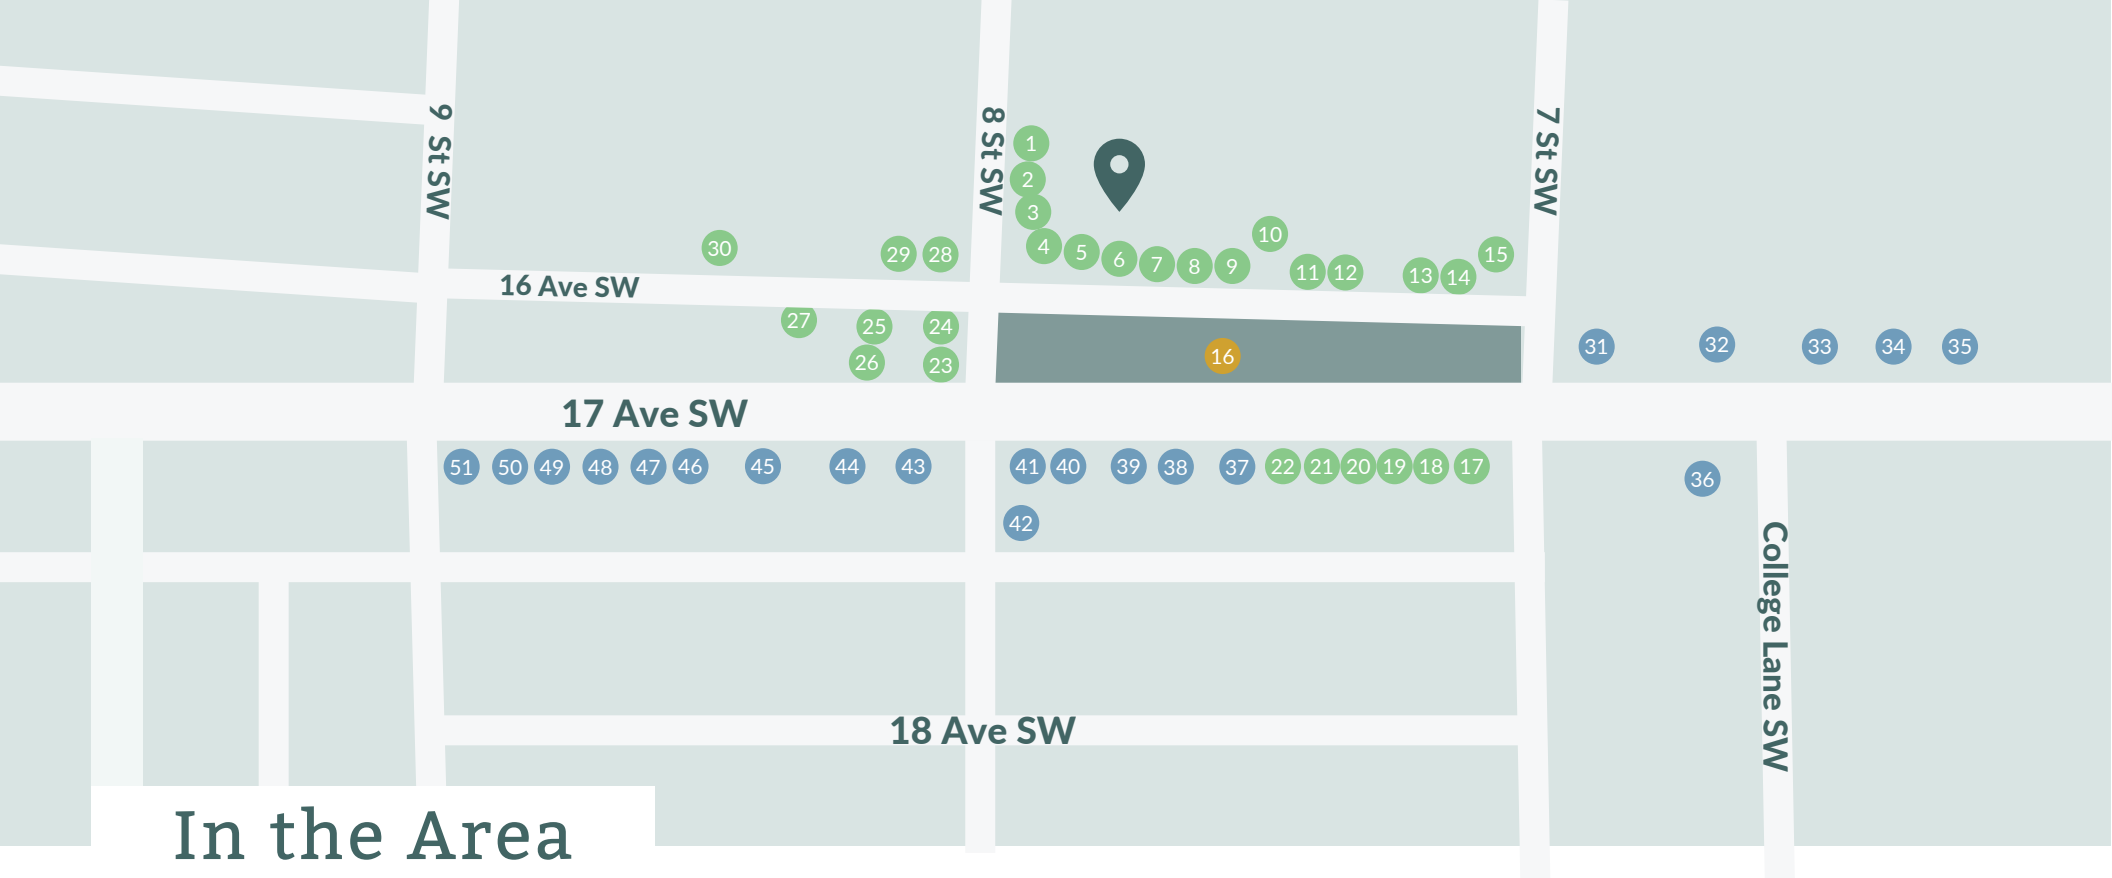 9 St SW
8 St SW
7 St SW
1
2
3
4 5 6 7 8 9 10 11 12 13 14 15
30 29 28
16 Ave SW
27 25 24
26 23
16
31 32 33 34 35
17 Ave SW
51 50 49 48 47 46 45 44 43 41 40 39 38 37 22 21 20 19 18 17
36
42
College Lane SW
18 Ave SW
In the Area